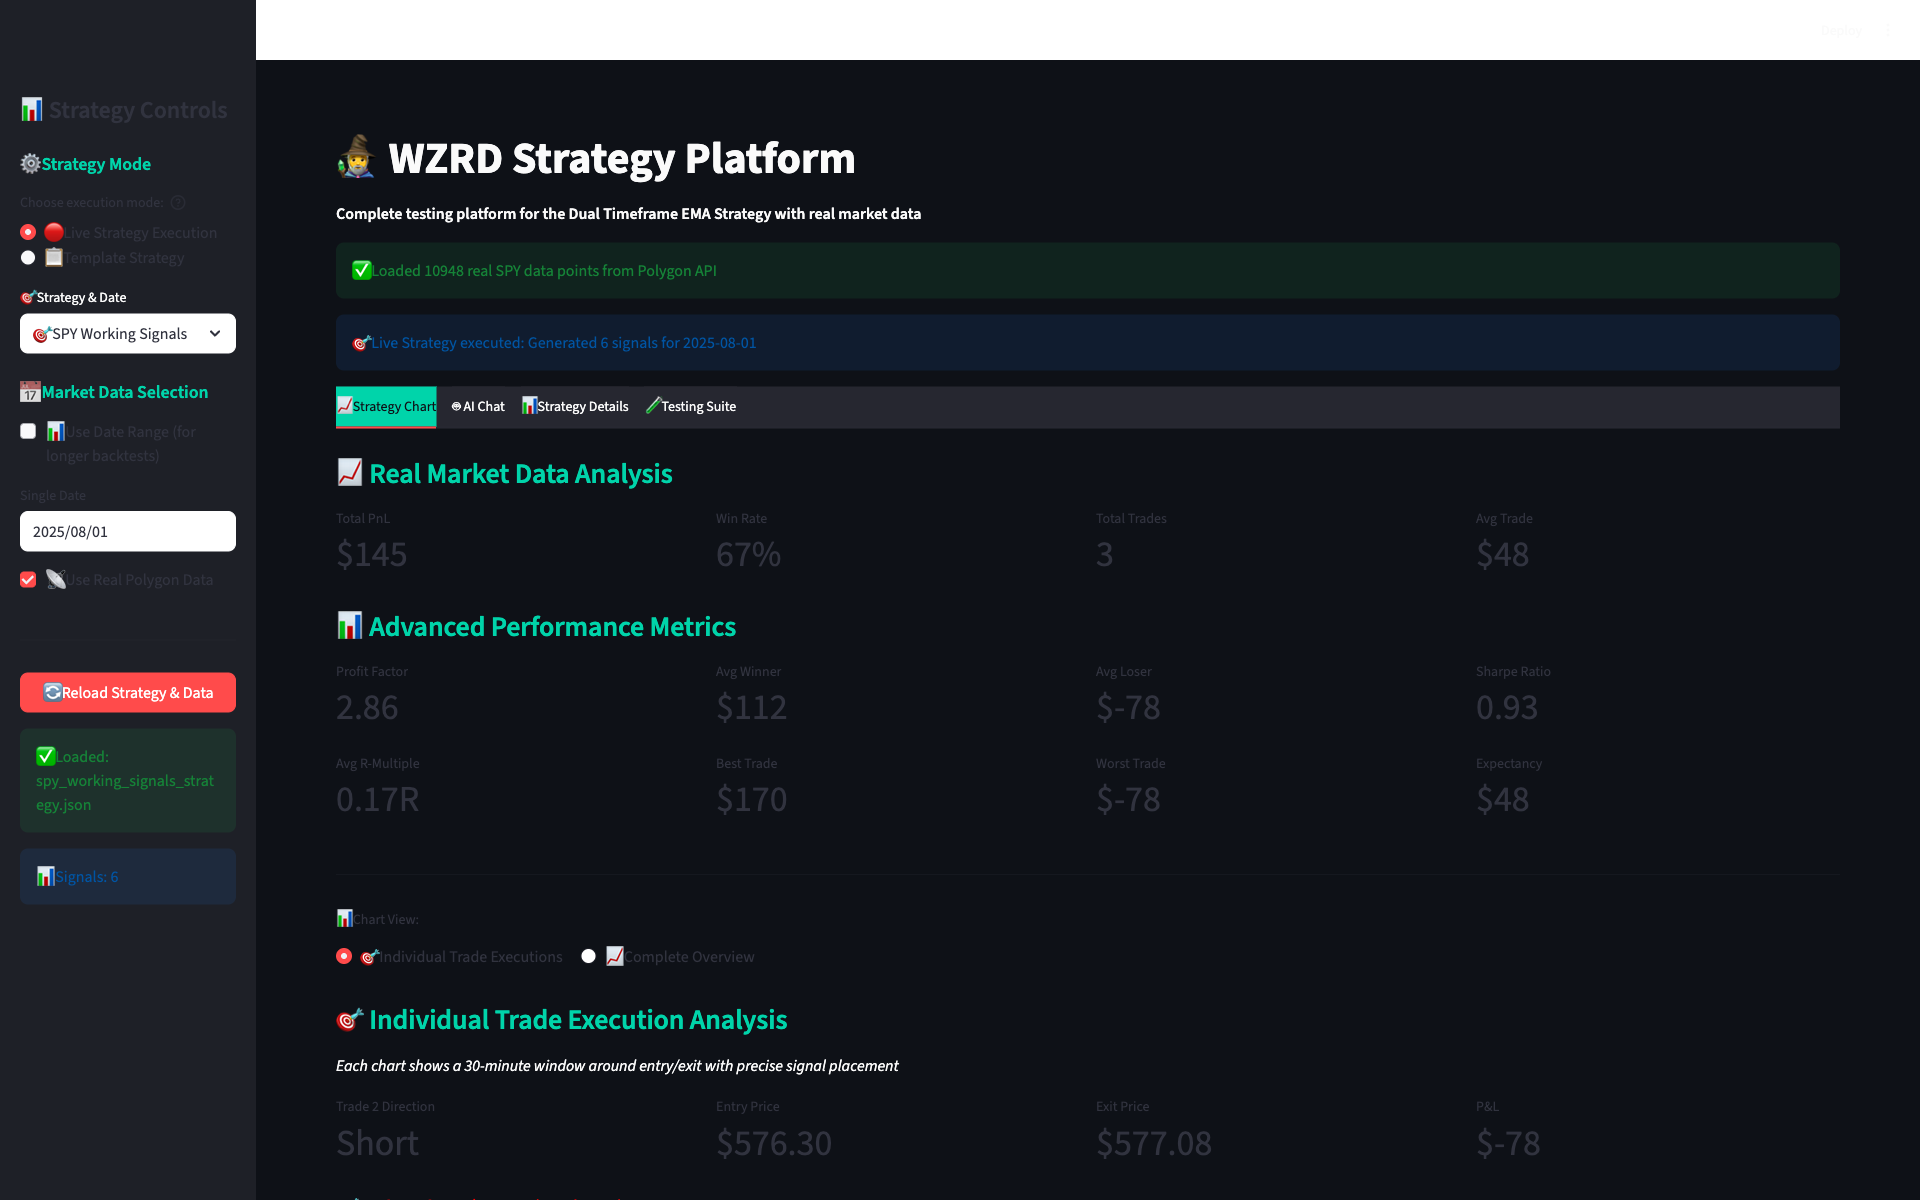 Strategy Controls
Strategy Mode
Choose execution mode:
Live Strategy Execution
Template Strategy
Strategy & Date
SPY Working Signals
Market Data Selection
Use Date Range (for
longer backtests)
Single Date
2025/08/01
Use Real Polygon Data
Reload Strategy & Data
Loaded:
spy_working_signals_strat
egy.json
Signals: 6
WZRD Strategy Platform
Complete testing platform for the Dual Timeframe EMA Strategy with real market data
Loaded 10948 real SPY data points from Polygon API
Live Strategy executed: Generated 6 signals for 2025-08-01
Strategy Chart AI Chat Strategy Details Testing Suite
Real Market Data Analysis
Total PnL Win Rate Total Trades Avg Trade
$145 67% 3 $48
Advanced Performance Metrics
Profit Factor Avg Winner Avg Loser Sharpe Ratio
2.86 $112 $-78 0.93
Avg R-Multiple Best Trade Worst Trade Expectancy
0.17R $170 $-78 $48
Chart View:
Individual Trade Executions Complete Overview
Individual Trade Execution Analysis
Each chart shows a 30-minute window around entry/exit with precise signal placement
Trade 2 Direction Entry Price Exit Price P&L
Short $576.30 $577.08 $-78